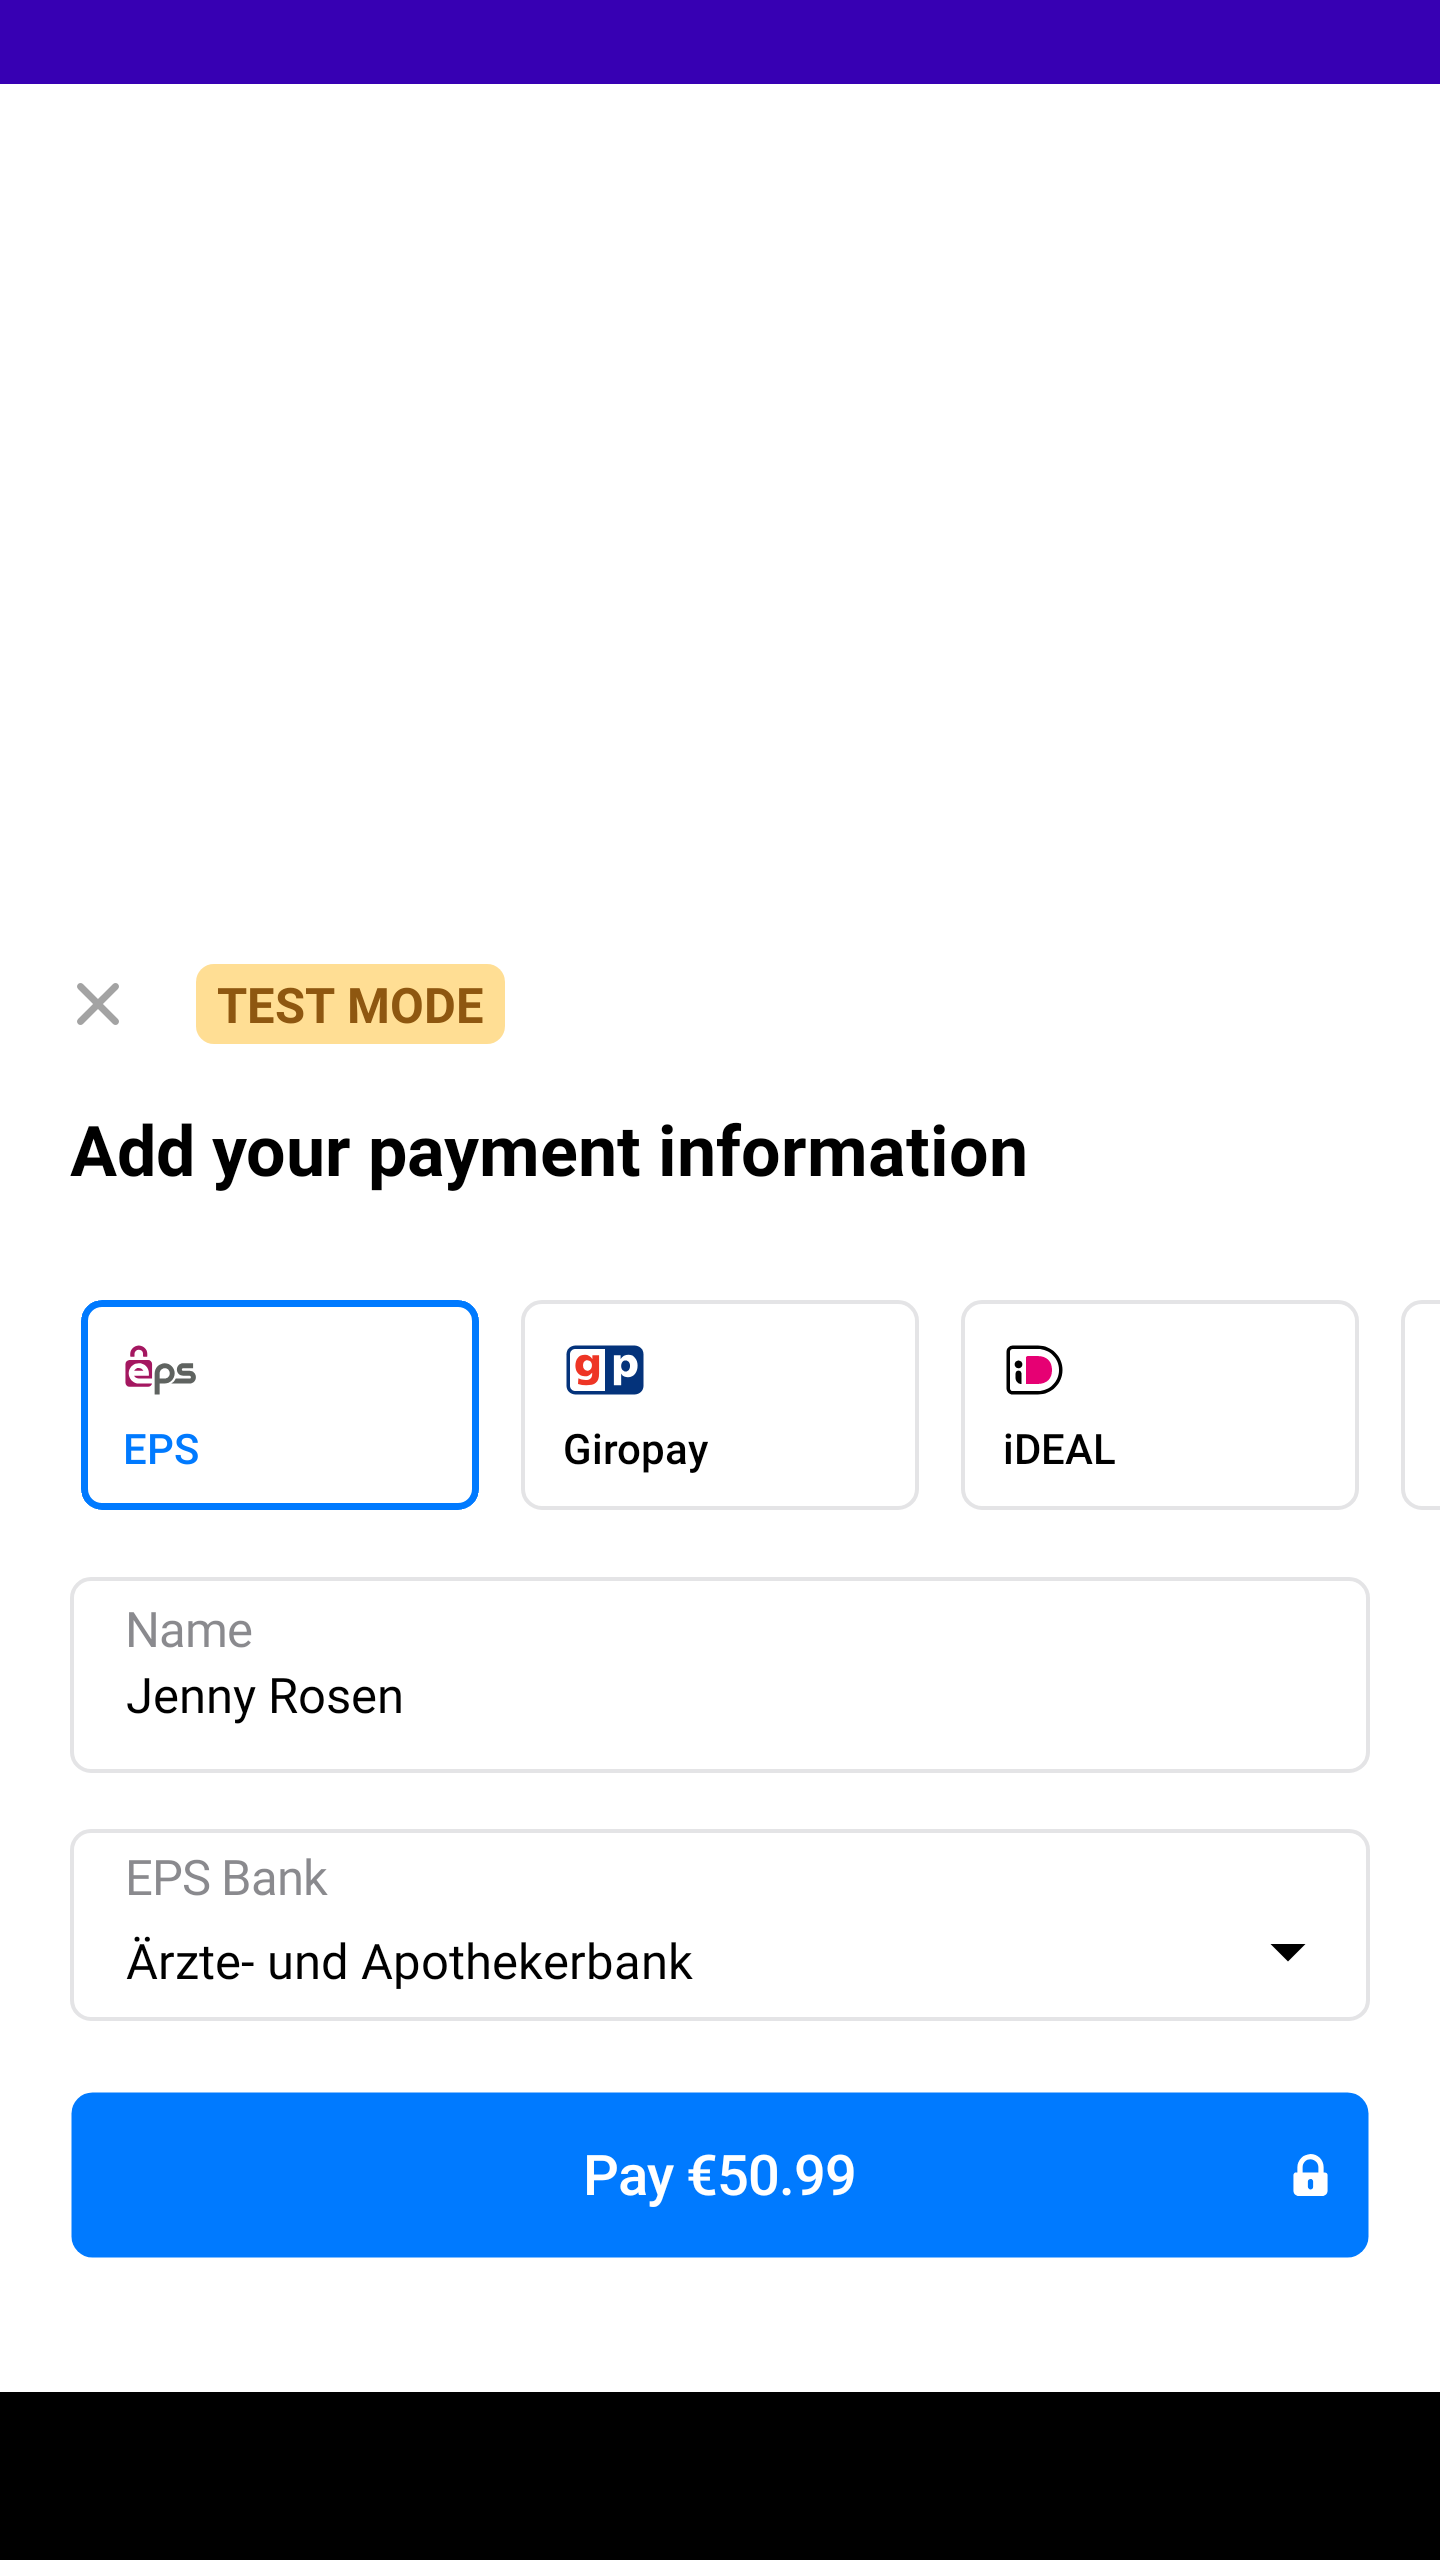 TEST MODE
Add your payment information
eps
gp
iD
EPS
Giropay
iDEAL
Name
Jenny Rosen
EPS Bank
Ärzte- und Apothekerbank
Pay €50.99